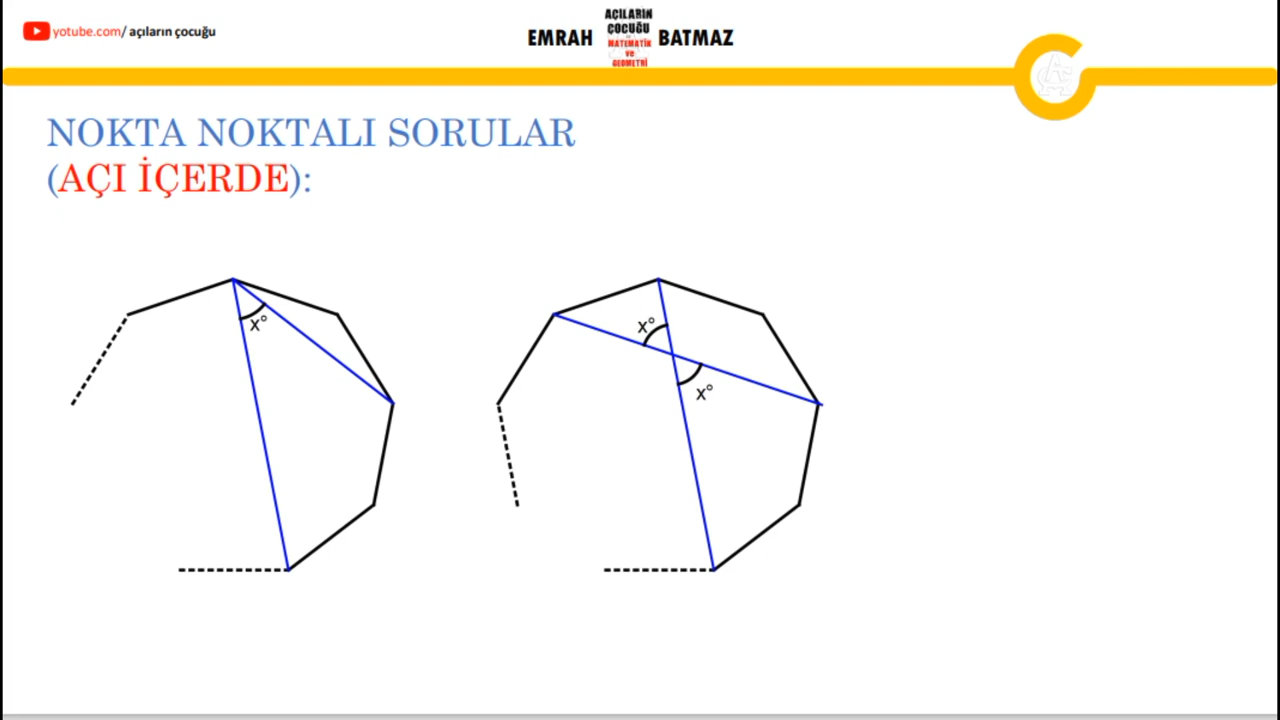 yotube.com/ açıların çocuğu
EMRAH
AÇILARIN
ÇOCUĞU
MATEMATİK
ve
GEOMETRİ
BATMAZ
NOKTA NOKTALI SORULAR
(AÇI İÇERDE):
x°
x°
x°